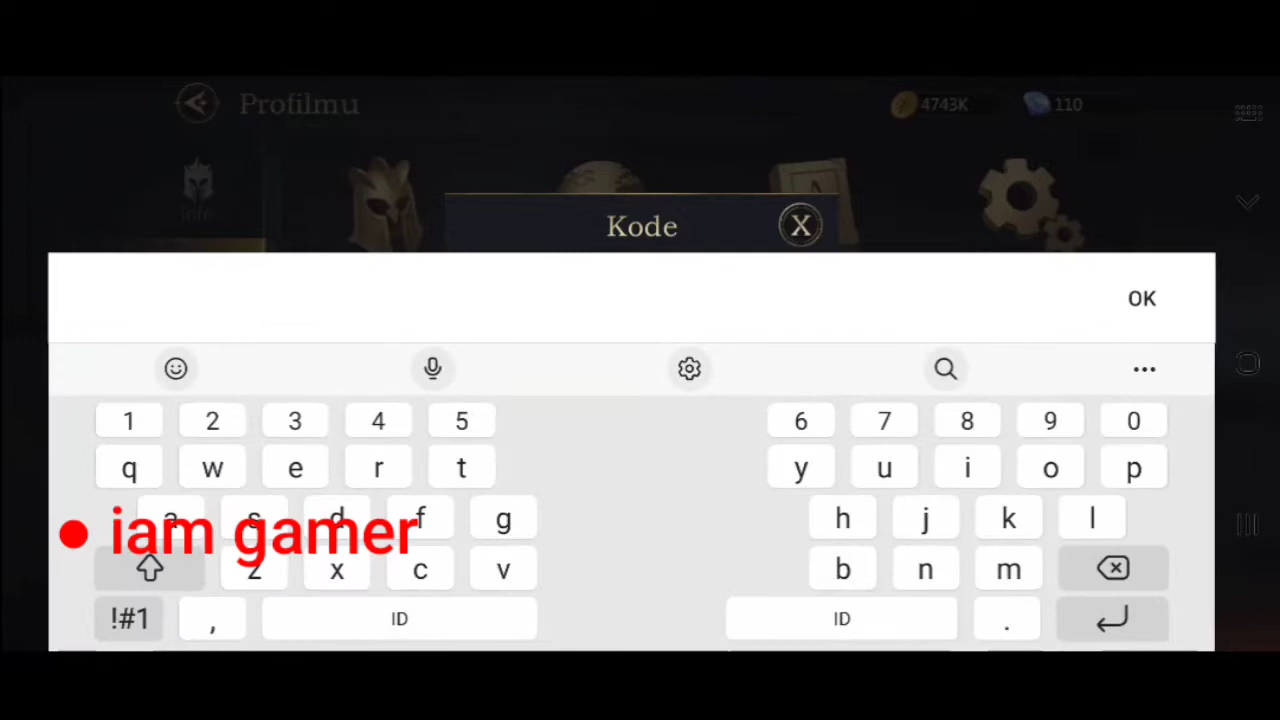 Profilmu
4743K
110
Info
A
Kode
X
OK
1 2 3 4 5 6 7 8 9 0
q w e r t y u i o p
a s d f g h j k l
• iam gamer
z x c v b n m
!#1 , ID ID .